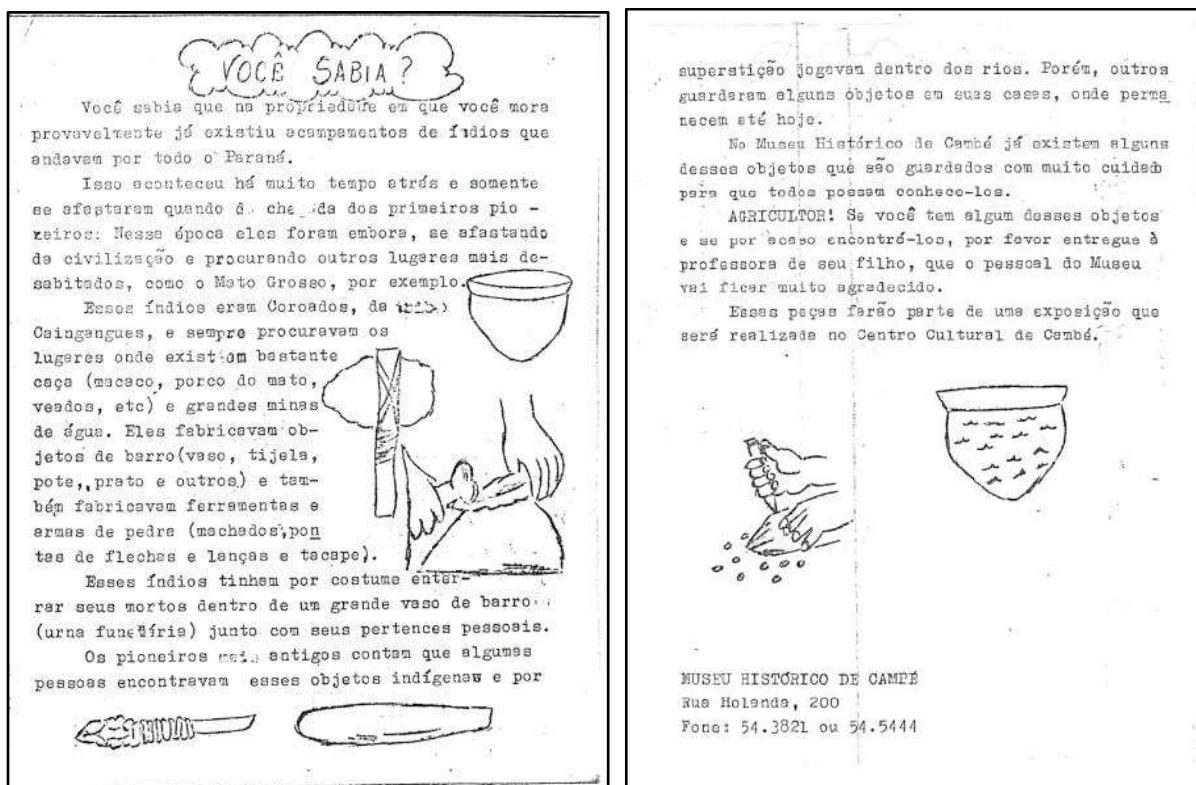 VOCÊ SABIA?
Você sabia que na propriedade em que você mora
provavelmente já existiu acampamentos de índios que
andavam por todo o Paraná.
Isso aconteceu há muito tempo atrás e somente
se afastaram quando da chegada dos primeiros pio -
neiros: Nessa época eles foram embora, se afastando
da civilização e procurando outros lugares mais de-
sabitados, como o Mato Grosso, por exemplo.
Esses índios eram Coroados, da
Caingangues, e sempre procuravam os
lugares onde existiam bastante
caça (macaco, porco do mato,
veados, etc) e grandes minas
de água. Eles fabricavam ob-
jetos de barro(vaso, tijela,
pote, prato e outros) e tam-
bém fabricavam ferramentas e
armas de pedra (machados,pon
tas de flechas e lanças e tacape).
Esses índios tinham por costume enter-
rar seus mortos dentro de um grande vaso de barro
(urna funerária) junto com seus pertences pessoais.
Os pioneiros mais antigos contam que algumas
pessoas encontravam esses objetos indígenas e por
superstição jogavam dentro dos rios. Porém, outros
guardaram alguns objetos em suas casas, onde perma
necem até hoje.
No Museu Histórico de Cambé já existem alguns
desses objetos que são guardados com muito cuidado
para que todos possam conhece-los.
AGRICULTOR! Se você tem algum desses objetos
e se por acaso encontrá-los, por favor entregue à
professora de seu filho, que o pessoal do Museu
vai ficar muito agradecido.
Essas peças farão parte de uma exposição que
será realizada no Centro Cultural de Cambé.
MUSEU HISTÓRICO DE CAMBÉ
Rua Holanda, 200
Fone: 54.3821 ou 54.5444